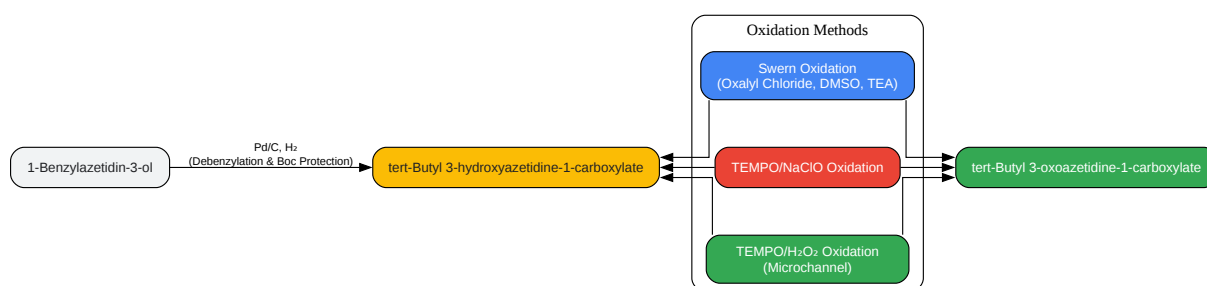 Oxidation Methods
Swern Oxidation
(Oxalyl Chloride, DMSO, TEA)
1-Benzylazetidin-3-ol
Pd/C, H₂
(Debenzylation & Boc Protection)
tert-Butyl 3-hydroxyazetidine-1-carboxylate
TEMPO/NaClO Oxidation
tert-Butyl 3-oxoazetidine-1-carboxylate
TEMPO/H₂O₂ Oxidation
(Microchannel)